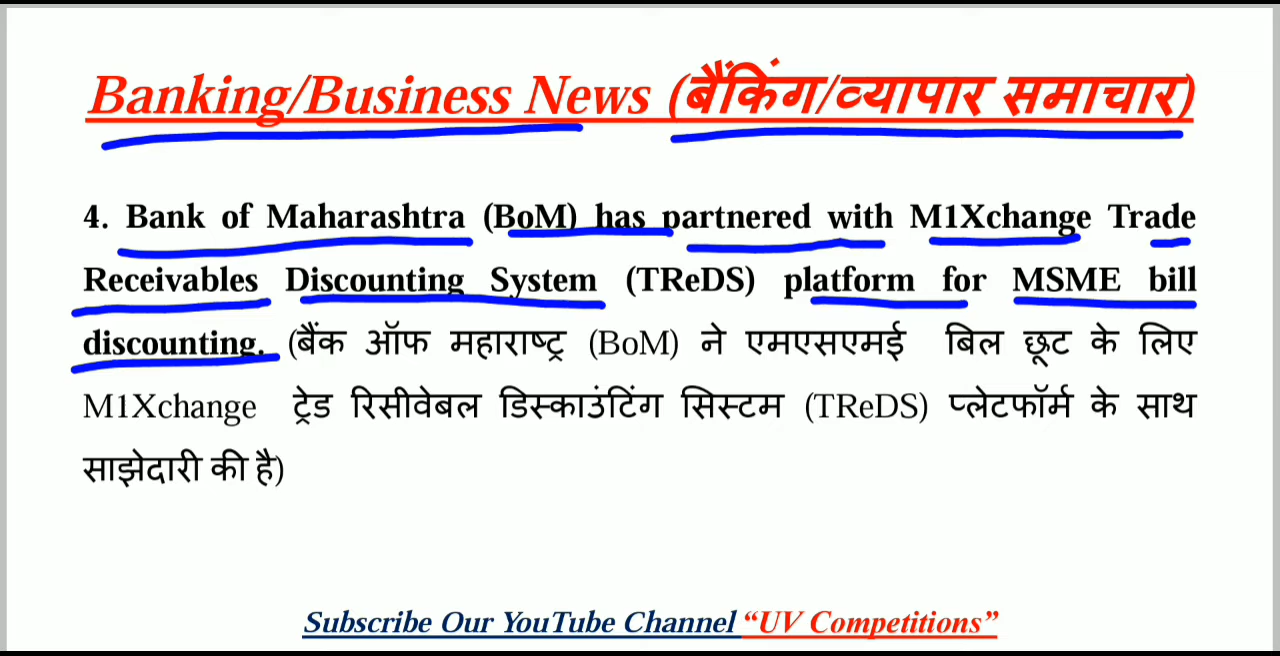 Banking/Business News (बैंकिंग/व्यापार समाचार)
4. Bank of Maharashtra (BoM) has partnered with M1Xchange Trade
Receivables Discounting System (TReDS) platform for MSME bill
discounting. (बैंक ऑफ महाराष्ट्र (BoM) ने एमएसएमई बिल छूट के लिए
M1Xchange ट्रेड रिसीवेबल डिस्काउंटिंग सिस्टम (TReDS) प्लेटफॉर्म के साथ
साझेदारी की है)
Subscribe Our YouTube Channel “UV Competitions”